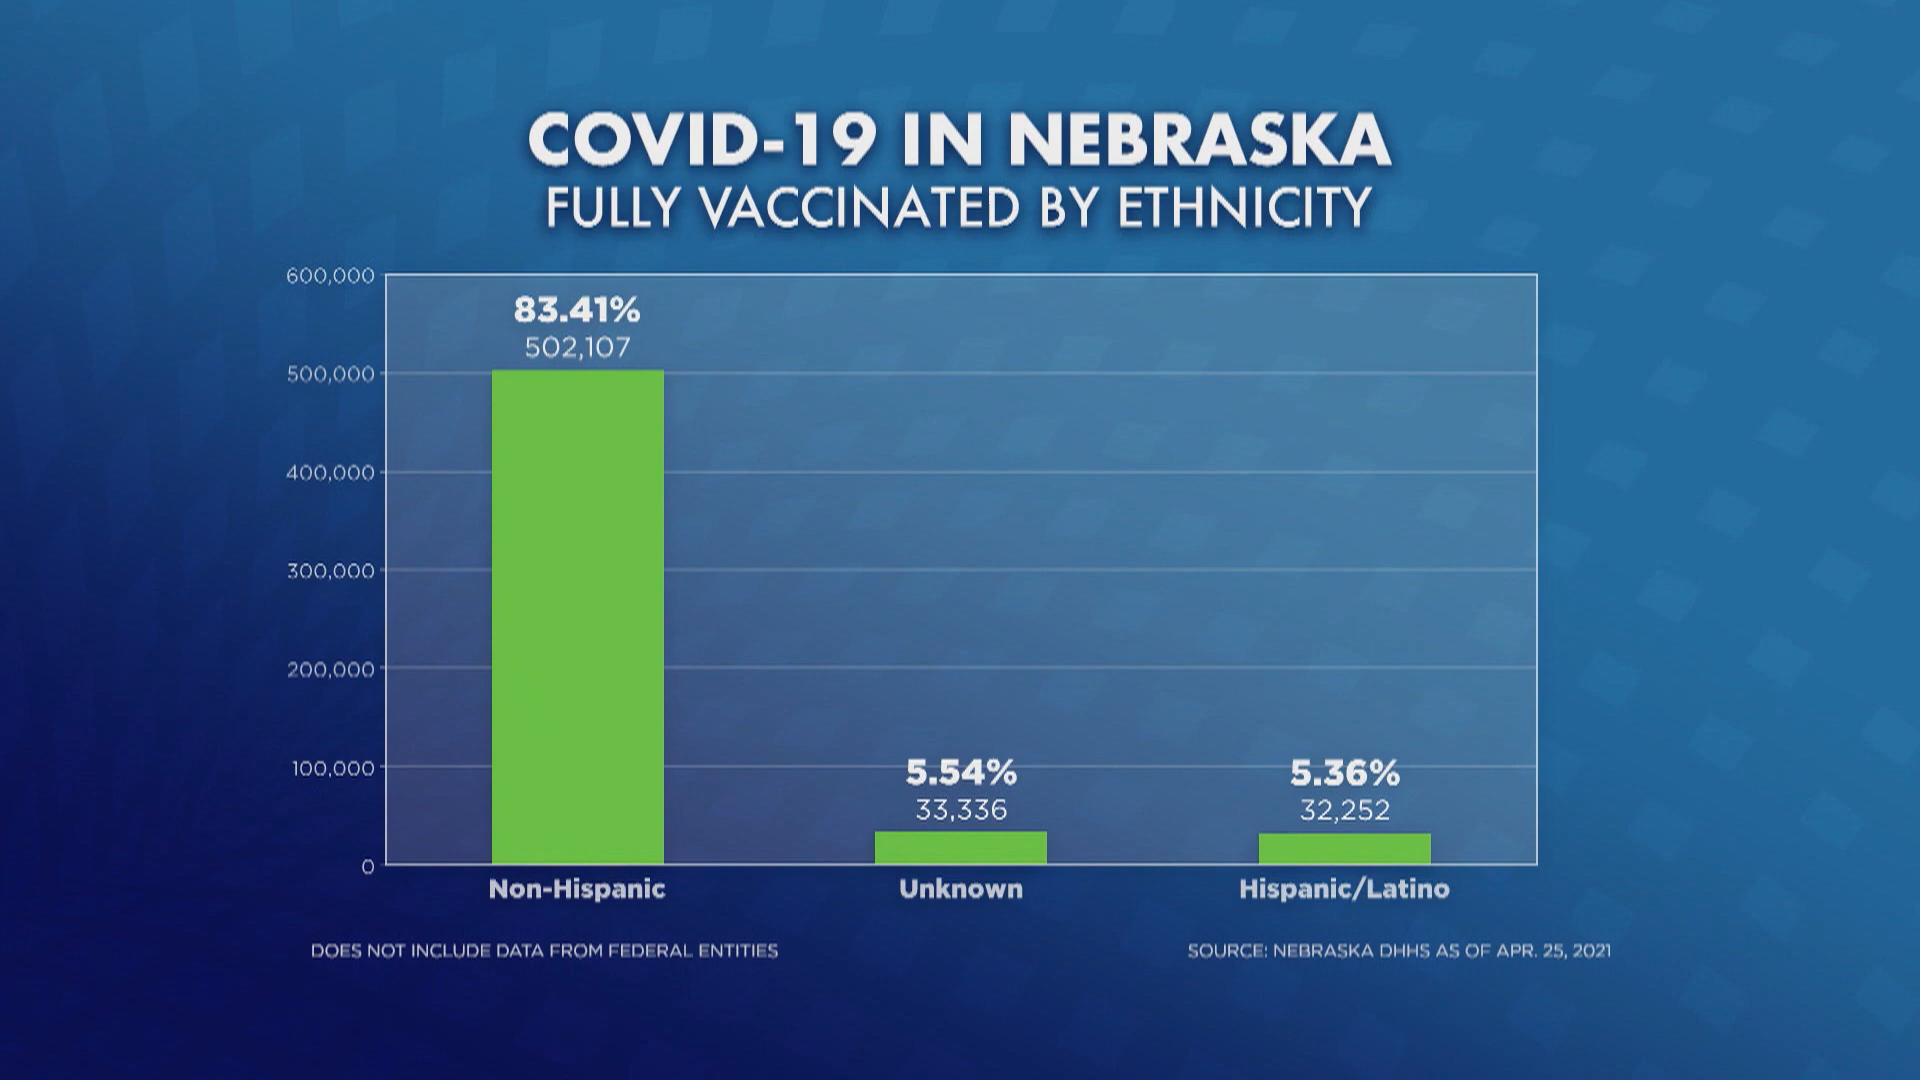 COVID-19 IN NEBRASKA
FULLY VACCINATED BY ETHNICITY
600,000
500,000
400,000
300,000
200,000
100,000
0
83.41%
502,107
5.54%
33,336
5.36%
32,252
Non-Hispanic
Unknown
Hispanic/Latino
DOES NOT INCLUDE DATA FROM FEDERAL ENTITIES
SOURCE: NEBRASKA DHHS AS OF APR. 25, 2021